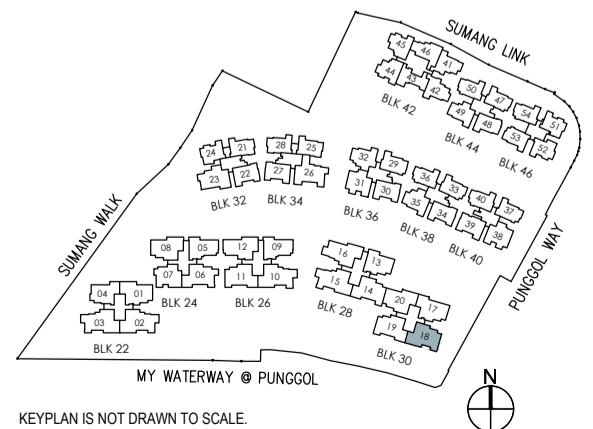 SUMANG LINK
45 46 41
44 43 42
BLK 42
50 47
49 48
BLK 44
54 51
53 52
BLK 46
24 21
23 22
BLK 32
28 25
27 26
BLK 34
32 29
31 30
BLK 36
36 33
35 34
BLK 38
40 37
39 38
BLK 40
SUMANG WALK
PUNGGOL WAY
08 05
07 06
BLK 24
12 09
11 10
BLK 26
16 13
15 14
BLK 28
20 17
19 18
BLK 30
04 01
03 02
BLK 22
MY WATERWAY @ PUNGGOL
N
KEYPLAN IS NOT DRAWN TO SCALE.